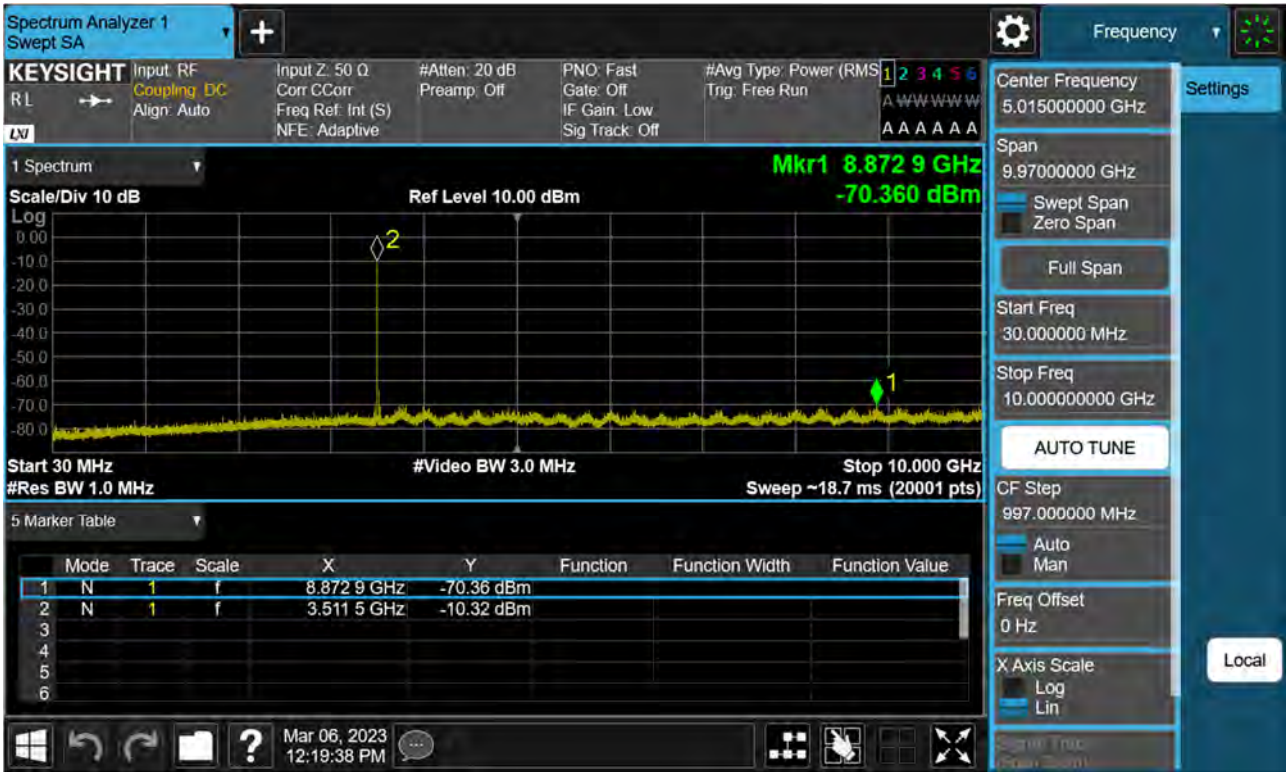 Spectrum Analyzer 1
Swept SA
+
Frequency
KEYSIGHT
RL
LXI
Input: RF
Coupling: DC
Align: Auto
Input Z: 50 Ω
Corr CCorr
Freq Ref: Int (S)
NFE: Adaptive
#Atten: 20 dB
Preamp: Off
PNO: Fast
Gate: Off
IF Gain: Low
Sig Track: Off
#Avg Type: Power (RMS
Trig: Free Run
1 2 3 4 5 6
A W W W W W
A A A A A A
1 Spectrum
Mkr1 8.872 9 GHz
-70.360 dBm
Scale/Div 10 dB
Ref Level 10.00 dBm
Log
0.00
-10.0
-20.0
-30.0
-40.0
-50.0
-60.0
-70.0
-80.0
2
1
Start 30 MHz
#Video BW 3.0 MHz
Stop 10.000 GHz
#Res BW 1.0 MHz
Sweep ~18.7 ms (20001 pts)
5 Marker Table
Mode Trace Scale X Y Function Function Width Function Value
1 N 1 f 8.872 9 GHz -70.36 dBm
2 N 1 f 3.511 5 GHz -10.32 dBm
3
4
5
6
Center Frequency
5.015000000 GHz
Span
9.97000000 GHz
Swept Span
Zero Span
Full Span
Start Freq
30.000000 MHz
Stop Freq
10.000000000 GHz
AUTO TUNE
CF Step
997.000000 MHz
Auto
Man
Freq Offset
0 Hz
X Axis Scale
Log
Lin
Settings
Local
?
Mar 06, 2023
12:19:38 PM